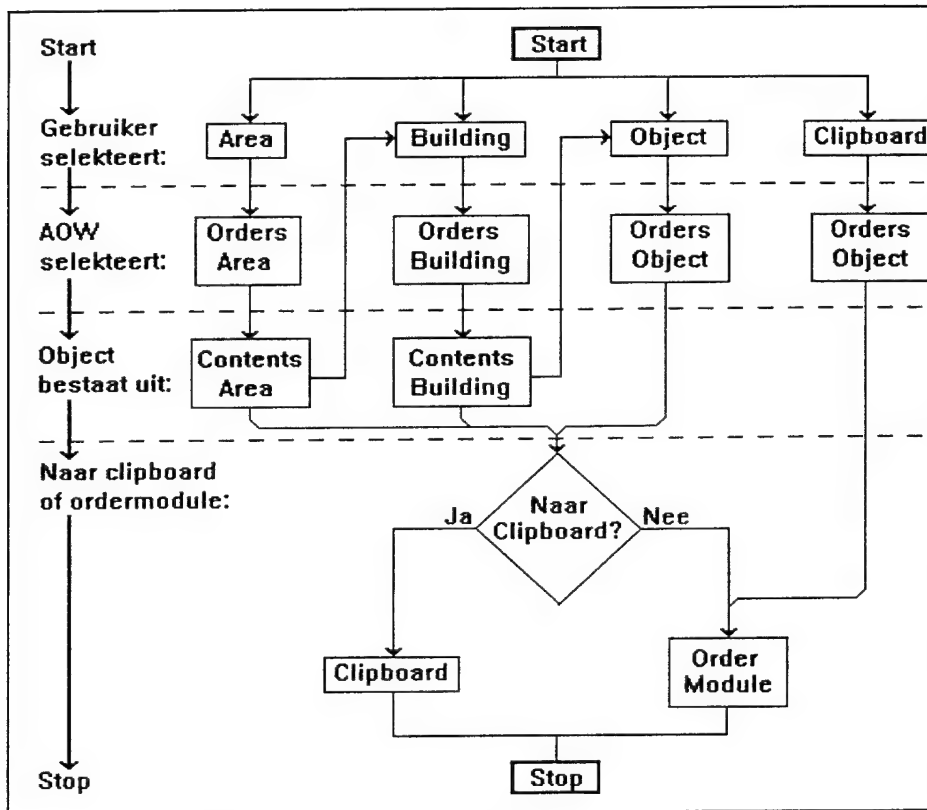 Start
Start
Gebruiker
selekteert:
Area
Building
Object
Clipboard
AOW
selekteert:
Orders
Area
Orders
Building
Orders
Object
Orders
Object
Object
bestaat uit:
Contents
Area
Contents
Building
Naar clipboard
of ordermodule:
Ja
Naar
Clipboard?
Nee
Clipboard
Order
Module
Stop
Stop